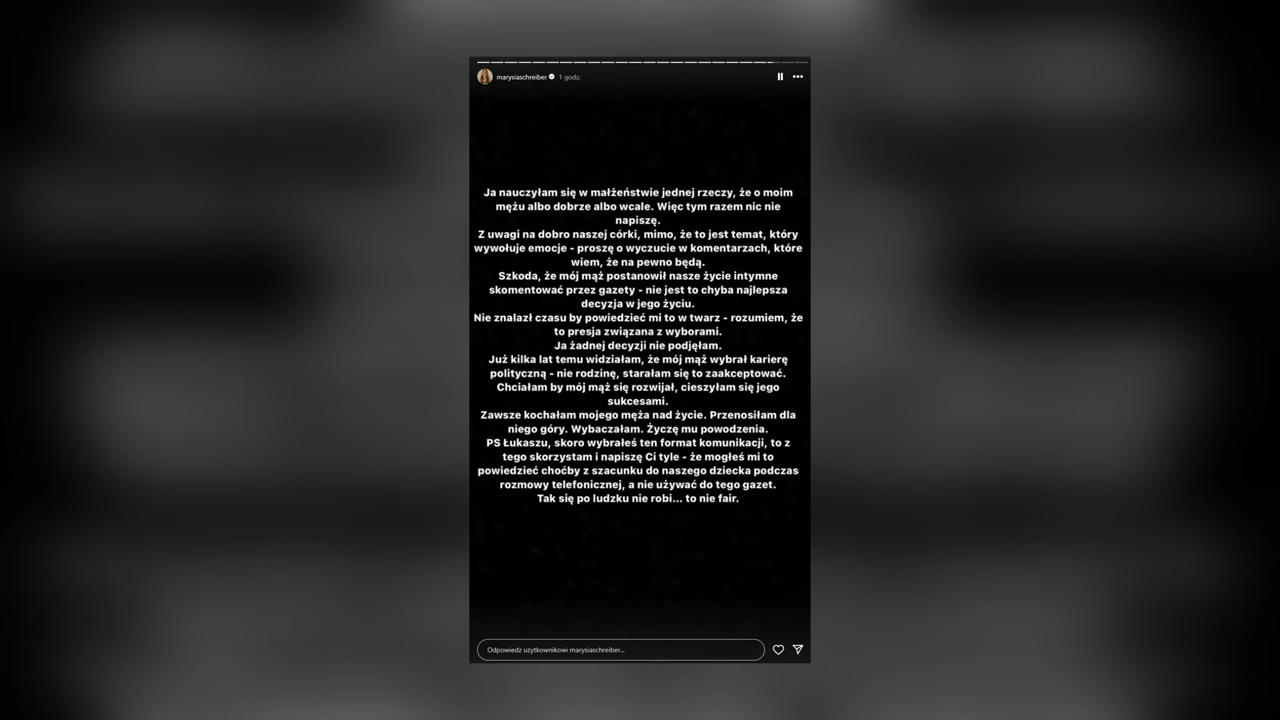 marysiaschreiber 1 godz.
Ja nauczyłam się w małżeństwie jednej rzeczy, że o moim
mężu albo dobrze albo wcale. Więc tym razem nic nie
napiszę.
Z uwagi na dobro naszej córki, mimo, że to jest temat, który
wywołuje emocje - proszę o wyczucie w komentarzach, które
wiem, że na pewno będą.
Szkoda, że mój mąż postanowił nasze życie intymne
skomentować przez gazety - nie jest to chyba najlepsza
decyzja w jego życiu.
Nie znalazł czasu by powiedzieć mi to w twarz - rozumiem, że
to presja związana z wyborami.
Ja żadnej decyzji nie podjęłam.
Już kilka lat temu widziałam, że mój mąż wybrał karierę
polityczną - nie rodzinę, starałam się to zaakceptować.
Chciałam by mój mąż się rozwijał, cieszyłam się jego
sukcesami.
Zawsze kochałam mojego męża nad życie. Przenosiłam dla
niego góry. Wybaczałam. Życzę mu powodzenia.
PS Łukaszu, skoro wybrałeś ten format komunikacji, to z
tego skorzystam i napiszę Ci tyle - że mogłeś mi to
powiedzieć choćby z szacunku do naszego dziecka podczas
rozmowy telefonicznej, a nie używać do tego gazet.
Tak się po ludzku nie robi... to nie fair.
Odpowiedz użytkownikowi marysiaschreiber...